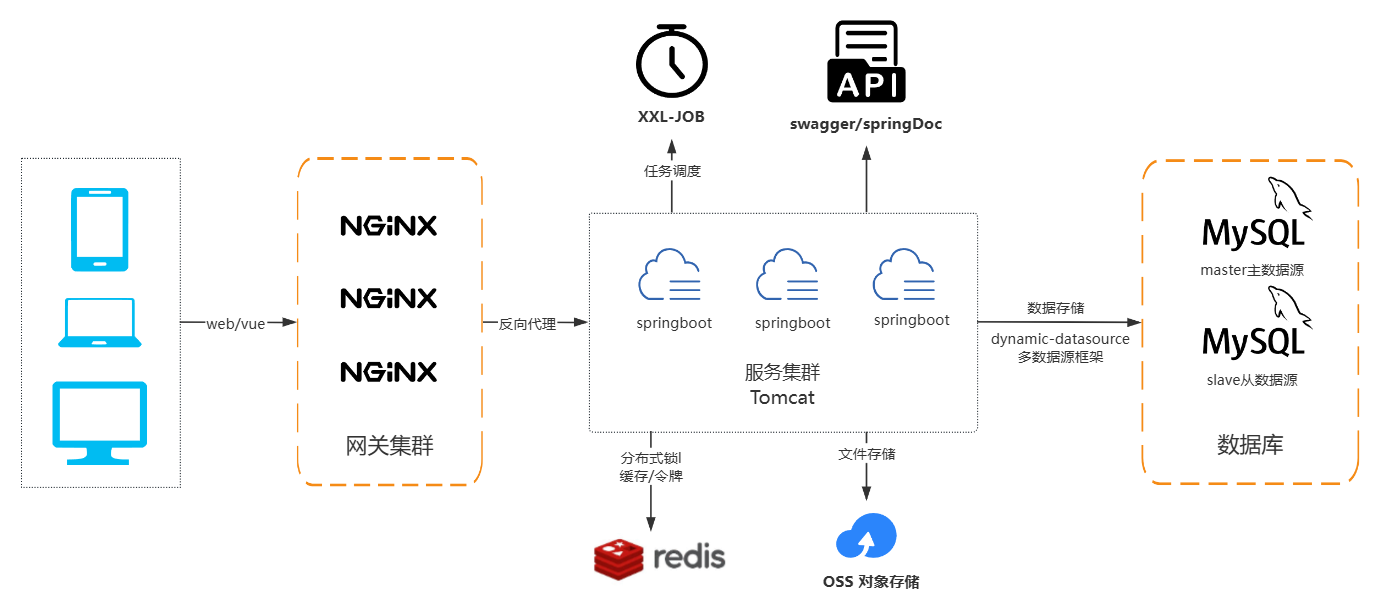 XXL-JOB
API
swagger/springDoc
任务调度
web/vue
NGINX
NGINX
NGINX
网关集群
反向代理
springboot
springboot
springboot
服务集群
Tomcat
数据存储
dynamic-datasource
多数据源框架
MySQL
master主数据源
MySQL
slave从数据源
数据库
分布式锁l
缓存/令牌
redis
文件存储
OSS 对象存储